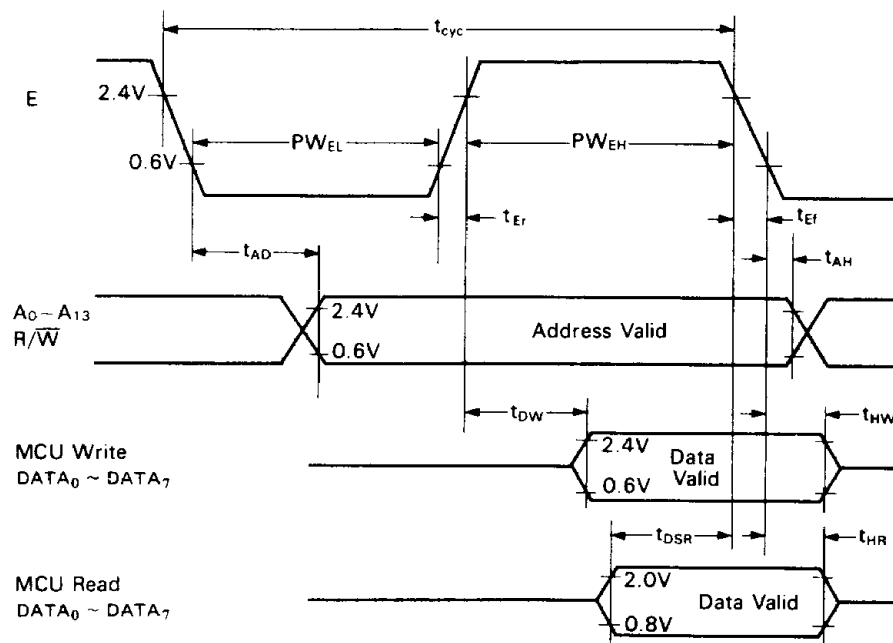 tcyc
E
2.4V
0.6V
PWEL
PWEH
tEr
tEf
tAD
tAH
A0 ~ A13
R/W̅
2.4V
0.6V
Address Valid
tDW
tHW
MCU Write
DATA0 ~ DATA7
2.4V
0.6V
Data
Valid
tDSR
tHR
MCU Read
DATA0 ~ DATA7
2.0V
0.8V
Data Valid